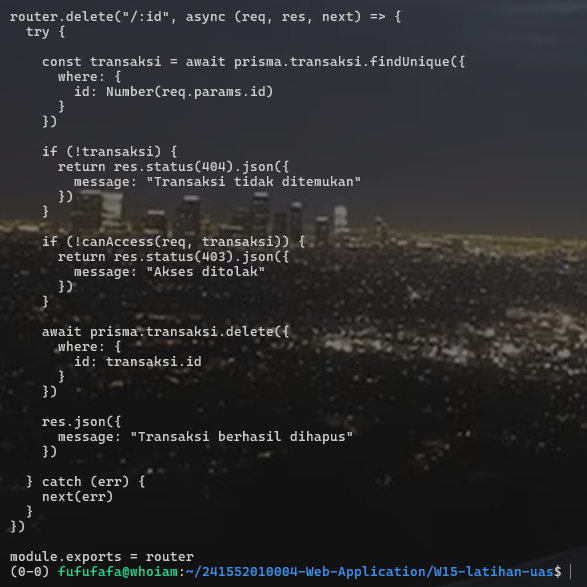 router.delete("/:id", async (req, res, next) => {
  try {

    const transaksi = await prisma.transaksi.findUnique({
      where: {
        id: Number(req.params.id)
      }
    })

    if (!transaksi) {
      return res.status(404).json({
        message: "Transaksi tidak ditemukan"
      })
    }

    if (!canAccess(req, transaksi)) {
      return res.status(403).json({
        message: "Akses ditolak"
      })
    }

    await prisma.transaksi.delete({
      where: {
        id: transaksi.id
      }
    })

    res.json({
      message: "Transaksi berhasil dihapus"
    })

  } catch (err) {
    next(err)
  }
})

module.exports = router
(0-0) fufufafa@whoiam:~/241552010004-Web-Application/W15-latihan-uas$